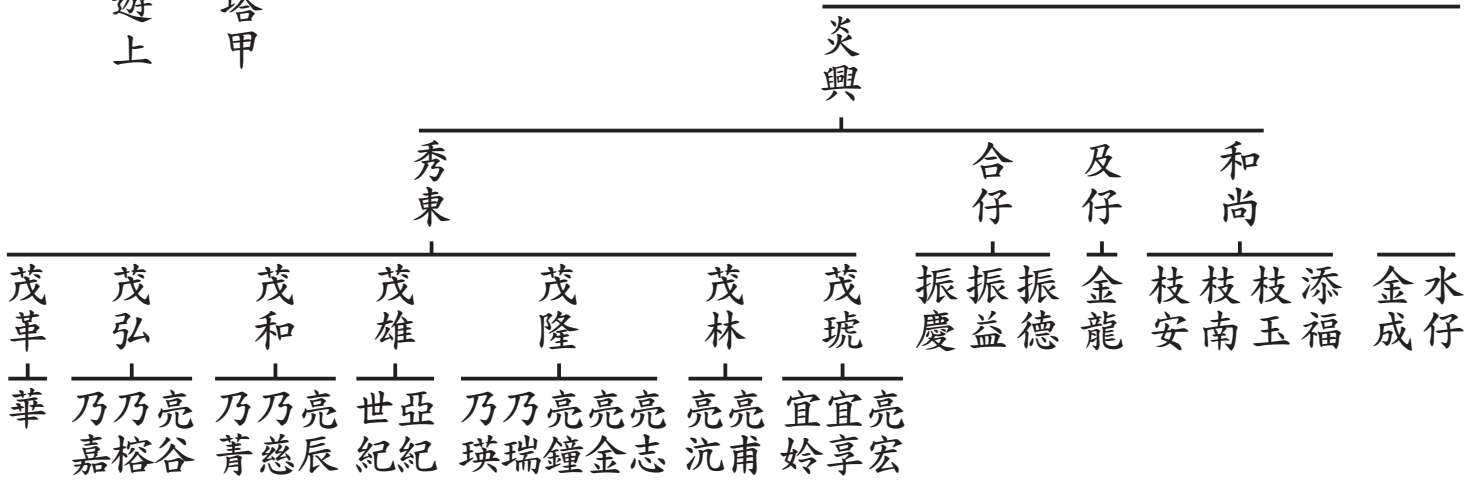 炎興
塔甲
遊上
和尚
及仔
合仔
秀東
水仔
金成
添福
枝玉
枝南
枝安
金龍
振德
振益
振慶
茂琥
茂林
茂隆
茂雄
茂和
茂弘
茂革
亮宏
宜享
宜姈
亮甫
亮沆
亮志
亮金
亮鐘
乃瑞
乃瑛
亞紀
世紀
亮辰
乃慈
乃菁
亮谷
乃榕
乃嘉
華